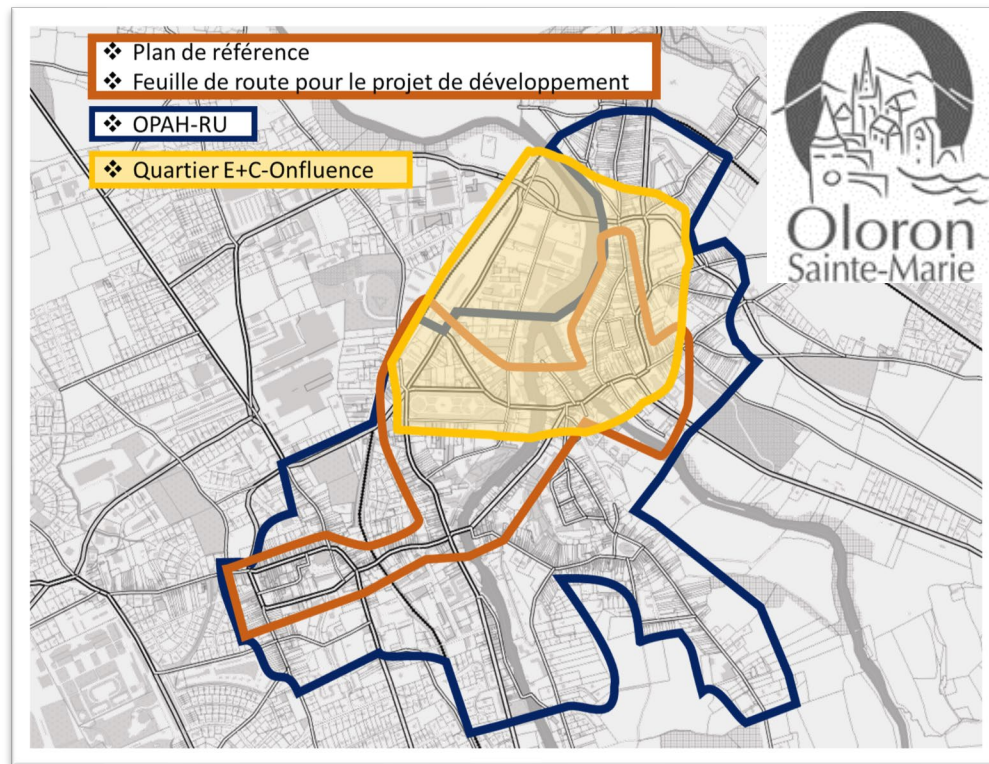 ❖ Plan de référence
❖ Feuille de route pour le projet de développement
❖ OPAH-RU
❖ Quartier E+C-Onfluence
Oloron
Sainte-Marie